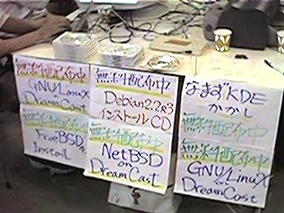 無料配布中
GNU/Linux
on
DreamCast
無料配布中
FreeBSD
Install
無料配布中
Debian2.2r3
インストールCD
無料配布中
NetBSD
on
DreamCast
なまず KDE
かかし
無料配布中
無料配布中
GNU/LinuX
on
DreamCast